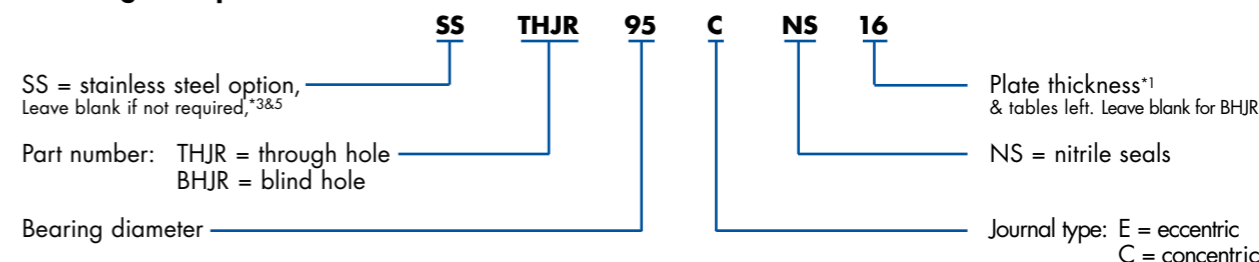 SS THJR 95 C NS 16
SS = stainless steel option,
Leave blank if not required,*3&5
Part number: THJR = through hole
BHJR = blind hole
Bearing diameter
Plate thickness*1
& tables left. Leave blank for BHJR
NS = nitrile seals
Journal type: E = eccentric
C = concentric